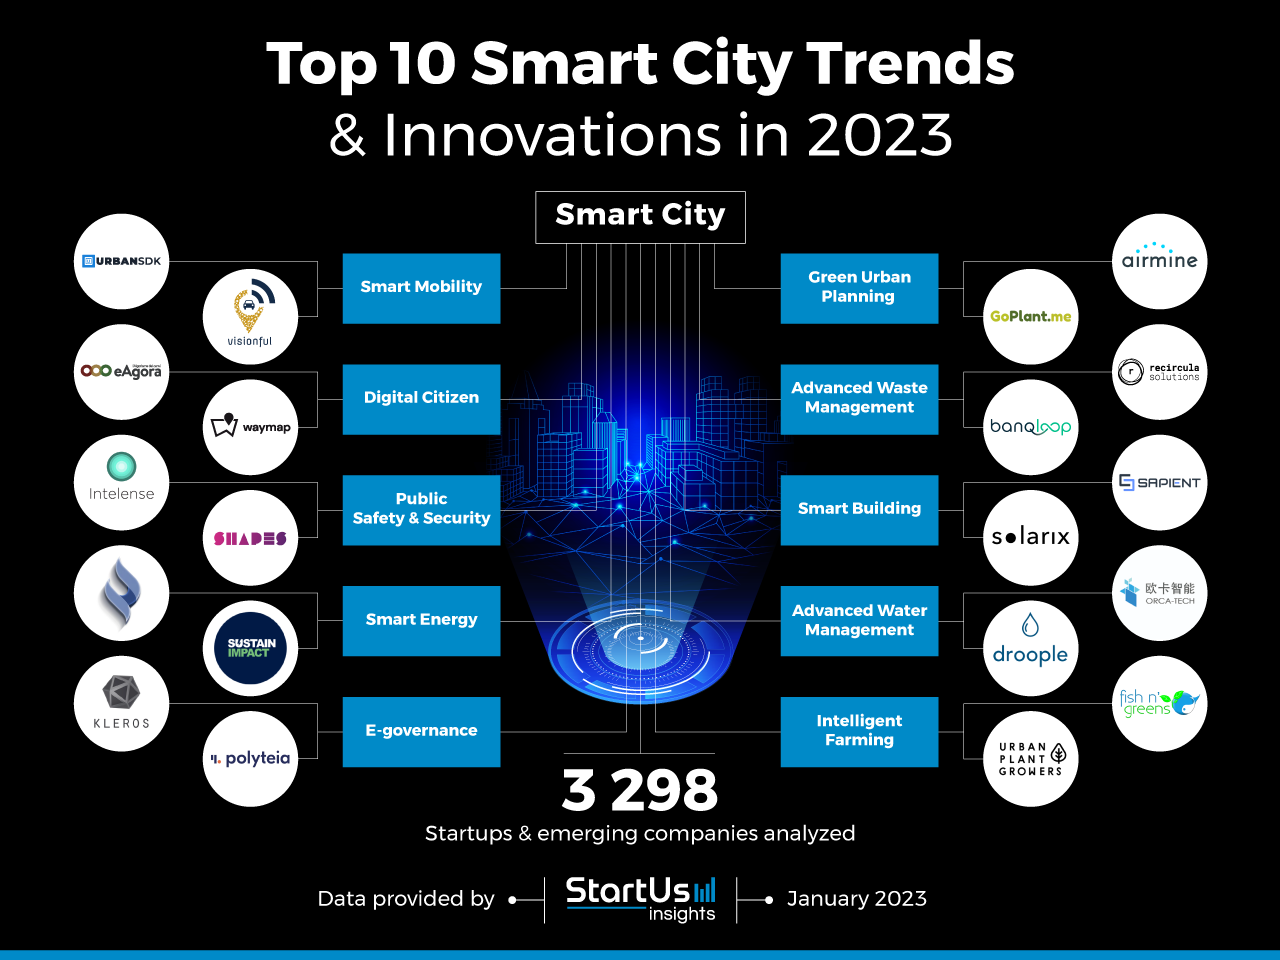 Top 10 Smart City Trends
& Innovations in 2023
Smart City
URBANSDK
visionful
Smart Mobility
Green Urban
Planning
airmine
GoPlant.me
eAgora
waymap
Digital Citizen
Advanced Waste
Management
recircula
solutions
banqloop
Intelense
SHAPES
Public
Safety & Security
Smart Building
SAPIENT
solarix
SUSTAIN
IMPACT
Smart Energy
Advanced Water
Management
欧卡智能
ORCA-TECH
droople
KLEROS
polyteia
E-governance
Intelligent
Farming
fish n'
greens
URBAN
PLANT
GROWERS
3 298
Startups & emerging companies analyzed
Data provided by
StartUs
insights
January 2023